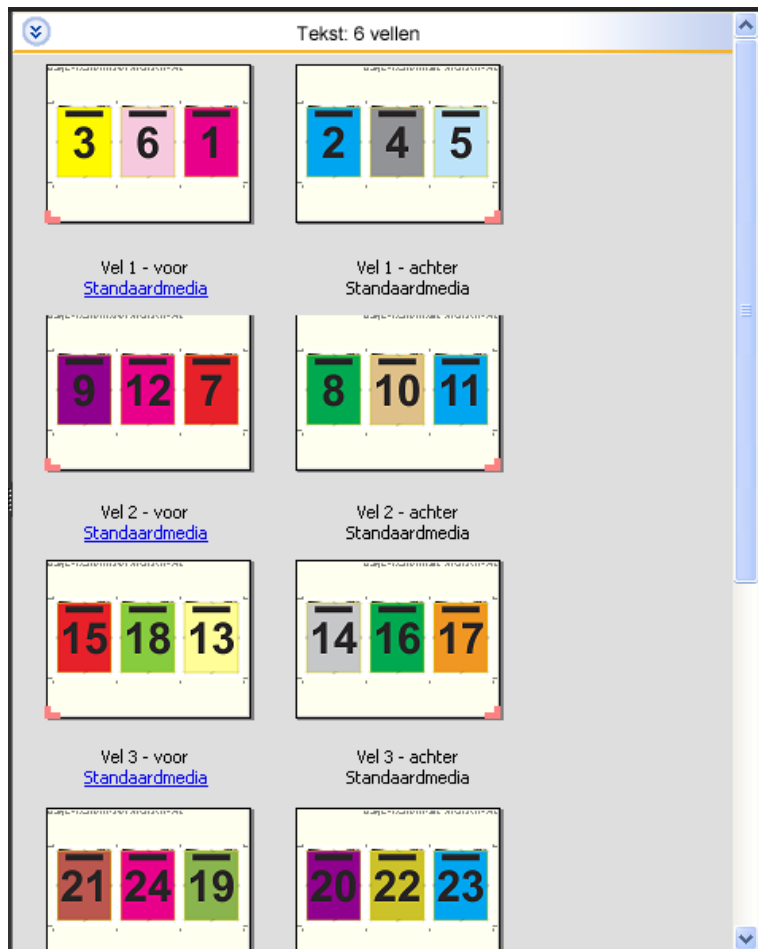 Tekst: 6 vellen
3 6 1 2 4 5
Vel 1 - voor Vel 1 - achter
Standaardmedia Standaardmedia
9 12 7 8 10 11
Vel 2 - voor Vel 2 - achter
Standaardmedia Standaardmedia
15 18 13 14 16 17
Vel 3 - voor Vel 3 - achter
Standaardmedia Standaardmedia
21 24 19 20 22 23